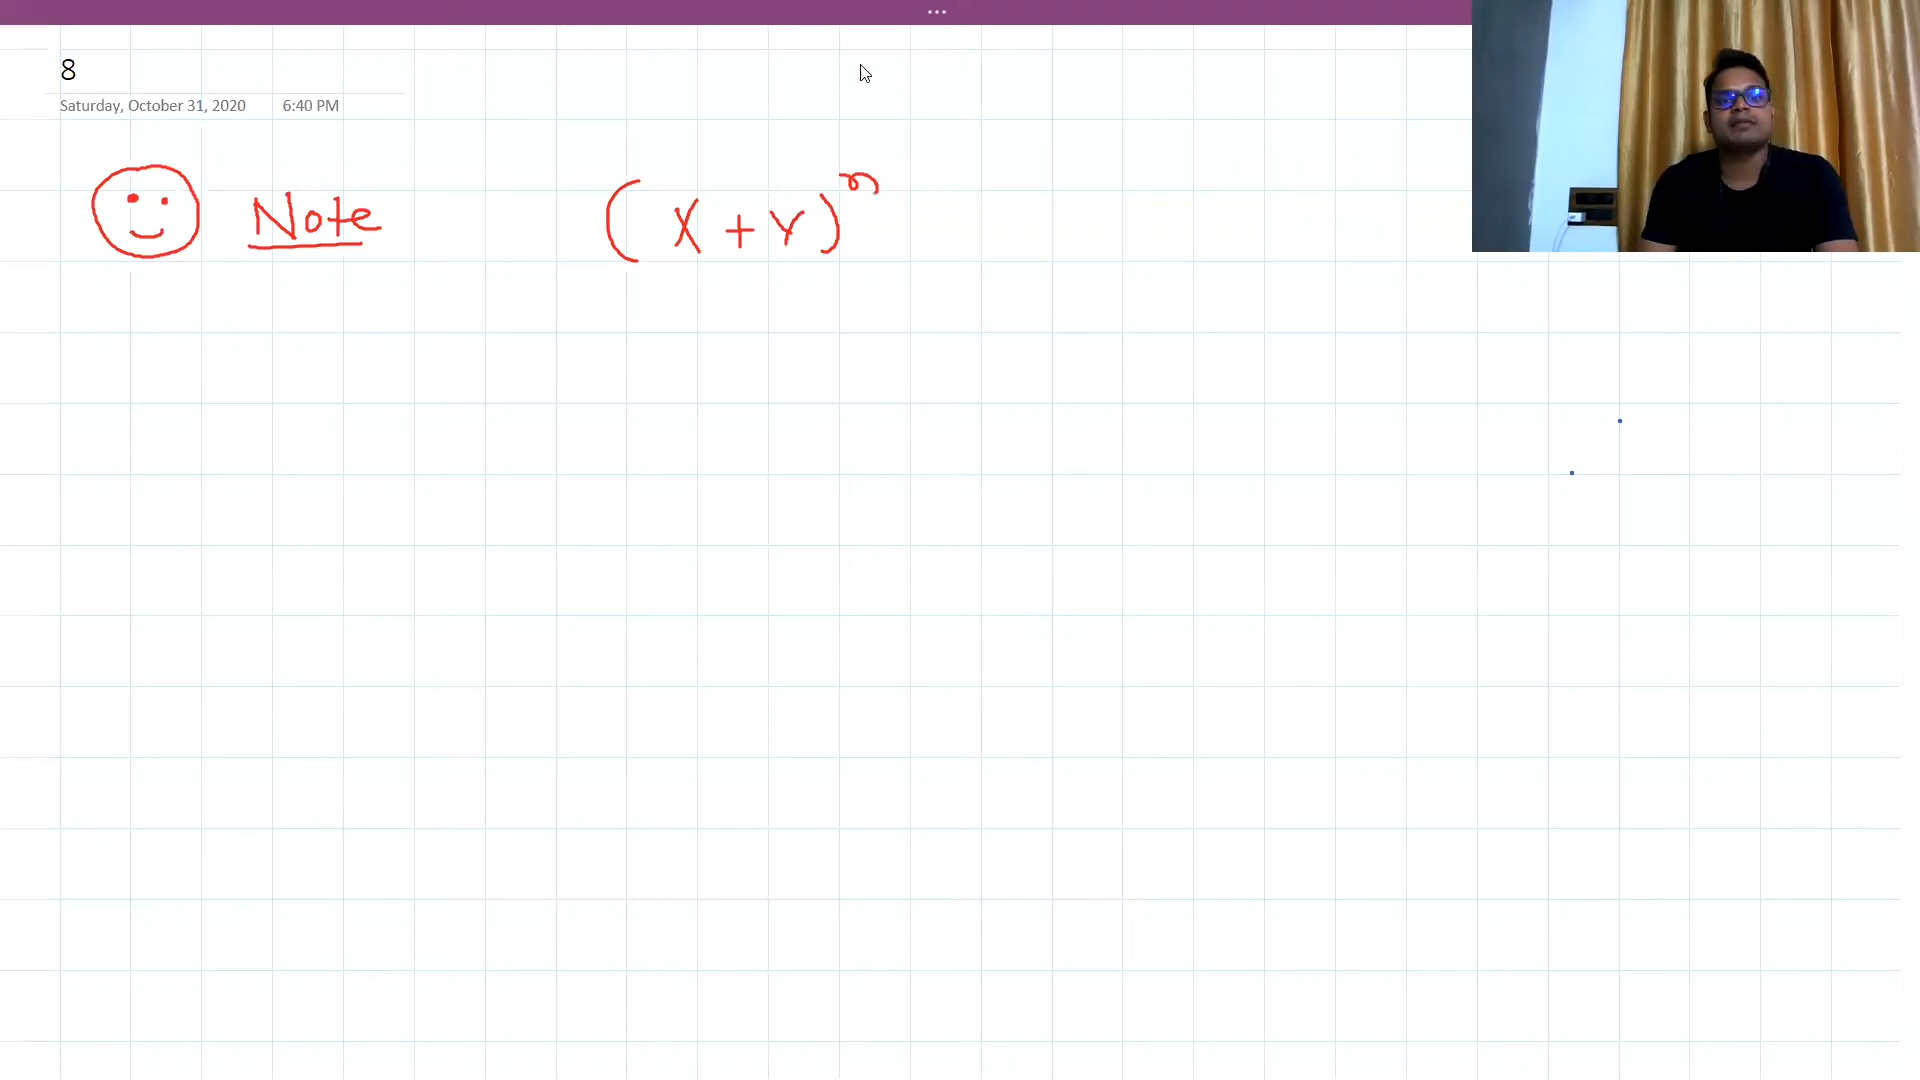 8
Saturday, October 31, 2020 6:40 PM
Note (X + Y)^n